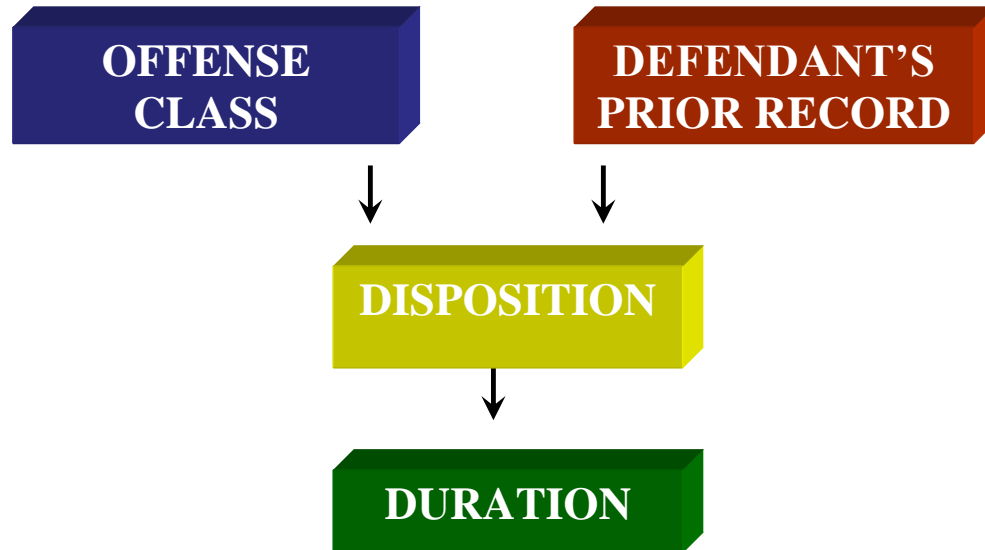 OFFENSE
CLASS
DEFENDANT'S
PRIOR RECORD
DISPOSITION
DURATION